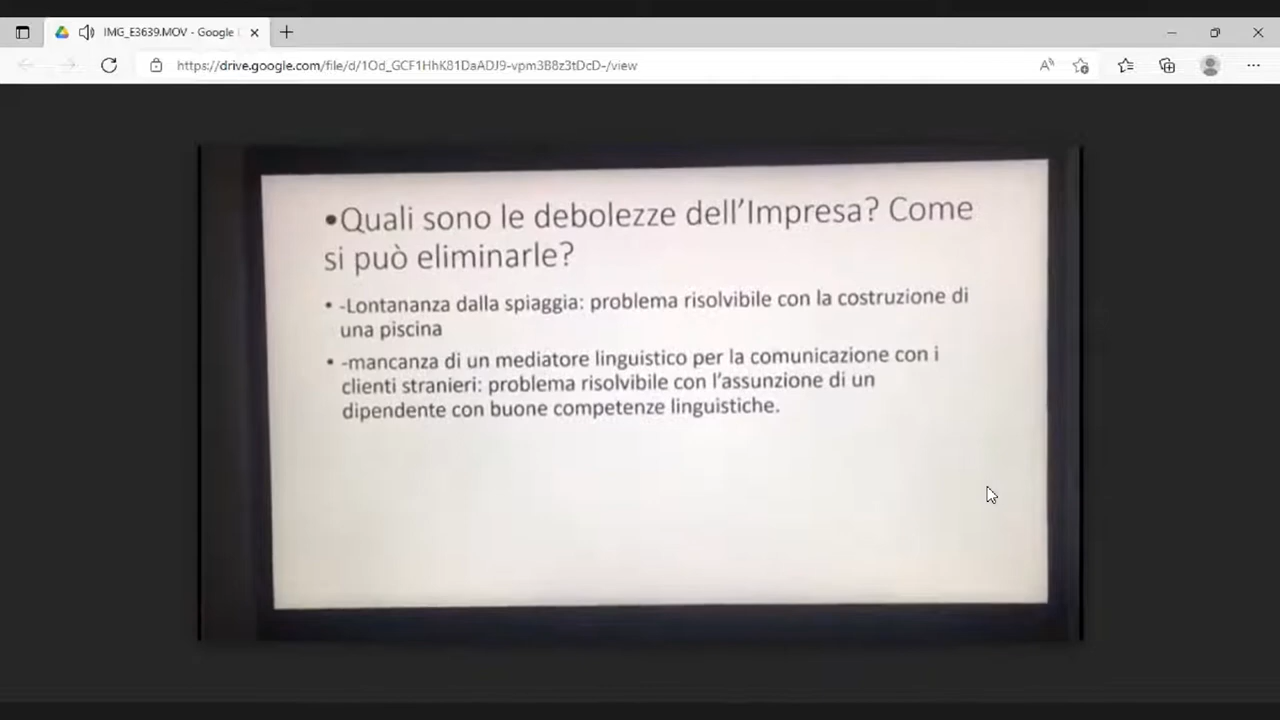 IMG_E3639.MOV - Google
https://drive.google.com/file/d/1Od_GCF1HhK81DaADJ9-vpm3B8z3tDcD-/view
•Quali sono le debolezze dell'Impresa? Come
si può eliminarle?
• -Lontananza dalla spiaggia: problema risolvibile con la costruzione di
una piscina
• -mancanza di un mediatore linguistico per la comunicazione con i
clienti stranieri: problema risolvibile con l'assunzione di un
dipendente con buone competenze linguistiche.